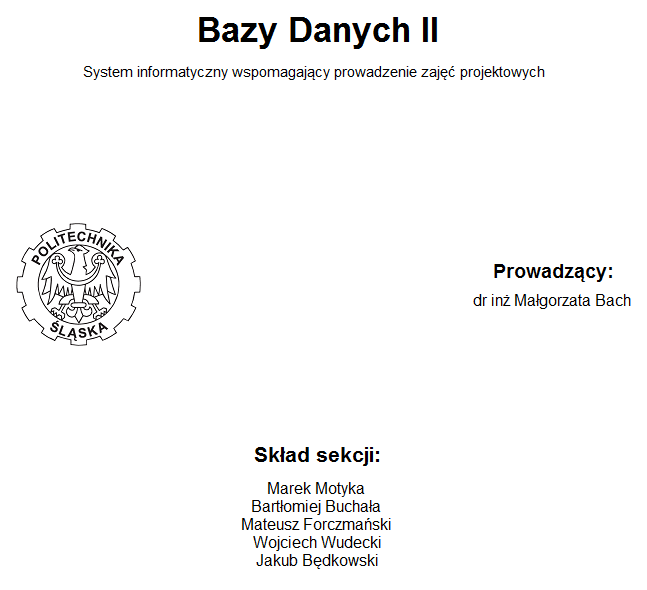 Bazy Danych II
System informatyczny wspomagający prowadzenie zajęć projektowych
POLITECHNIKA
ŚLĄSKA
Prowadzący:
dr inż Małgorzata Bach
Skład sekcji:
Marek Motyka
Bartłomiej Buchała
Mateusz Forczmański
Wojciech Wudecki
Jakub Będkowski